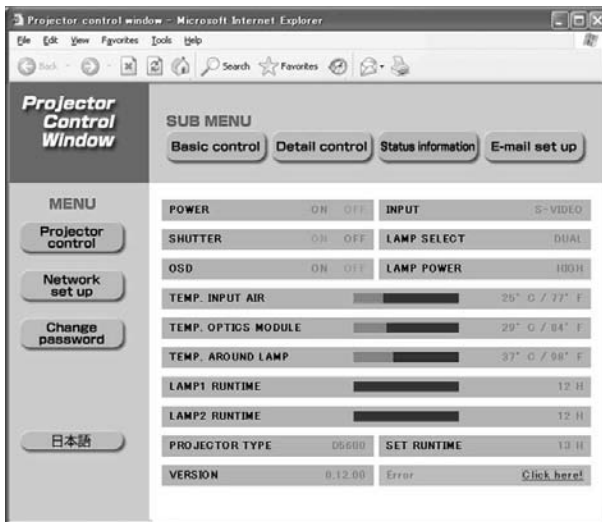 Projector control window - Microsoft Internet Explorer
File Edit View Favorites Tools Help
Back Search Favorites
Projector
Control
Window
SUB MENU
Basic control Detail control Status information E-mail set up
MENU
Projector
control
Network
set up
Change
password
日本語
POWER ON OFF INPUT S-VIDEO
SHUTTER ON OFF LAMP SELECT DUAL
OSD ON OFF LAMP POWER HIGH
TEMP. INPUT AIR 25° C / 77° F
TEMP. OPTICS MODULE 29° C / 84° F
TEMP. AROUND LAMP 37° C / 98° F
LAMP1 RUNTIME 12 H
LAMP2 RUNTIME 12 H
PROJECTOR TYPE D5600 SET RUNTIME 13 H
VERSION 0.12.00 Error Click here!